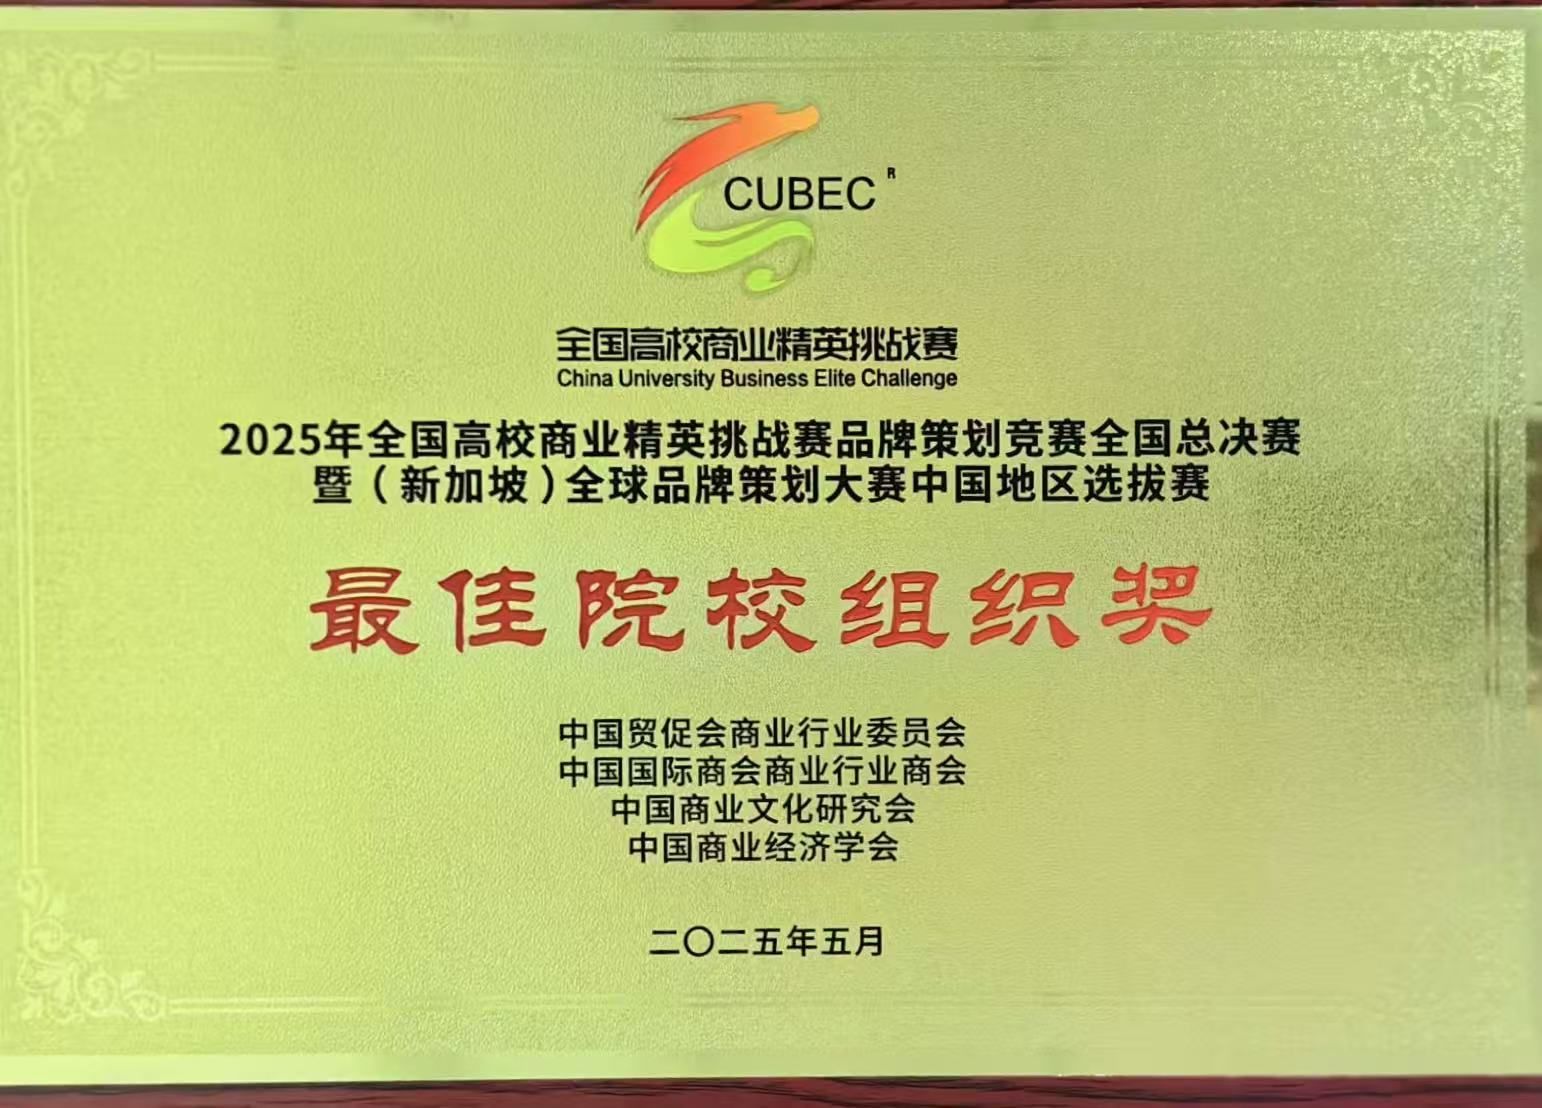 CUBEC R
全国高校商业精英挑战赛
China University Business Elite Challenge
2025年全国高校商业精英挑战赛品牌策划竞赛全国总决赛
暨（新加坡）全球品牌策划大赛中国地区选拔赛
最佳院校组织奖
中国贸促会商业行业委员会
中国国际商会商业行业商会
中国商业文化研究会
中国商业经济学会
二〇二五年五月